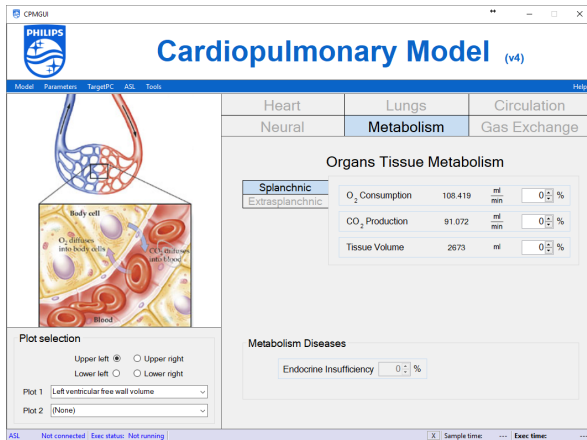 CPMGUI
PHILIPS
Cardiopulmonary Model (v4)
Model Parameters TargetPC ASL Tools Help
Heart Lungs Circulation
Neural Metabolism Gas Exchange
Organs Tissue Metabolism
Splanchnic
Extrasplanchnic
O2 Consumption 108.419 ml/min 0 %
CO2 Production 91.072 ml/min 0 %
Tissue Volume 2673 ml 0 %
Body cell
O2 diffuses
into body cells
CO2 diffuses
into blood
Blood
Plot selection
Upper left Upper right
Lower left Lower right
Plot 1 Left ventricular free wall volume
Plot 2 (None)
Metabolism Diseases
Endocrine Insufficiency 0 %
ASL Not connected Exec status: Not running X Sample time: --- Exec time: ---